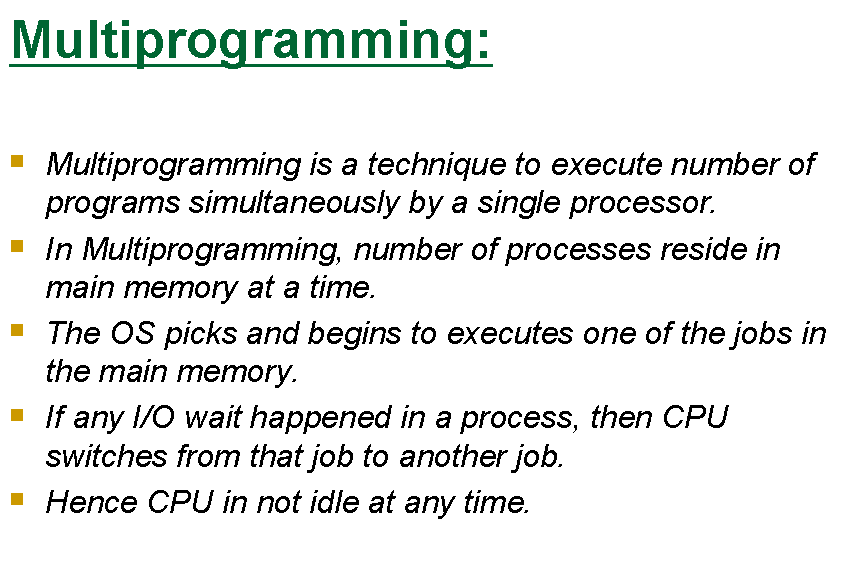 Multiprogramming:
Multiprogramming is a technique to execute number of
programs simultaneously by a single processor.
In Multiprogramming, number of processes reside in
main memory at a time.
The OS picks and begins to executes one of the jobs in
the main memory.
If any I/O wait happened in a process, then CPU
switches from that job to another job.
Hence CPU in not idle at any time.